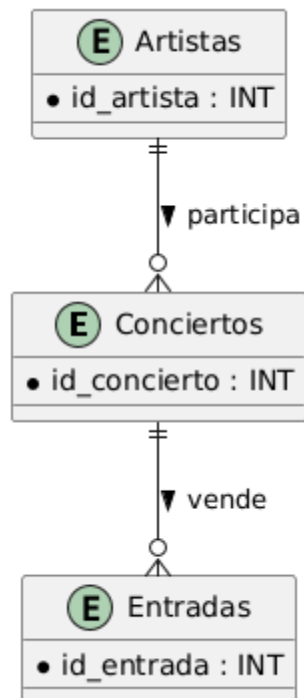 E Artistas
• id_artista : INT
participa
E Conciertos
• id_concierto : INT
vende
E Entradas
• id_entrada : INT